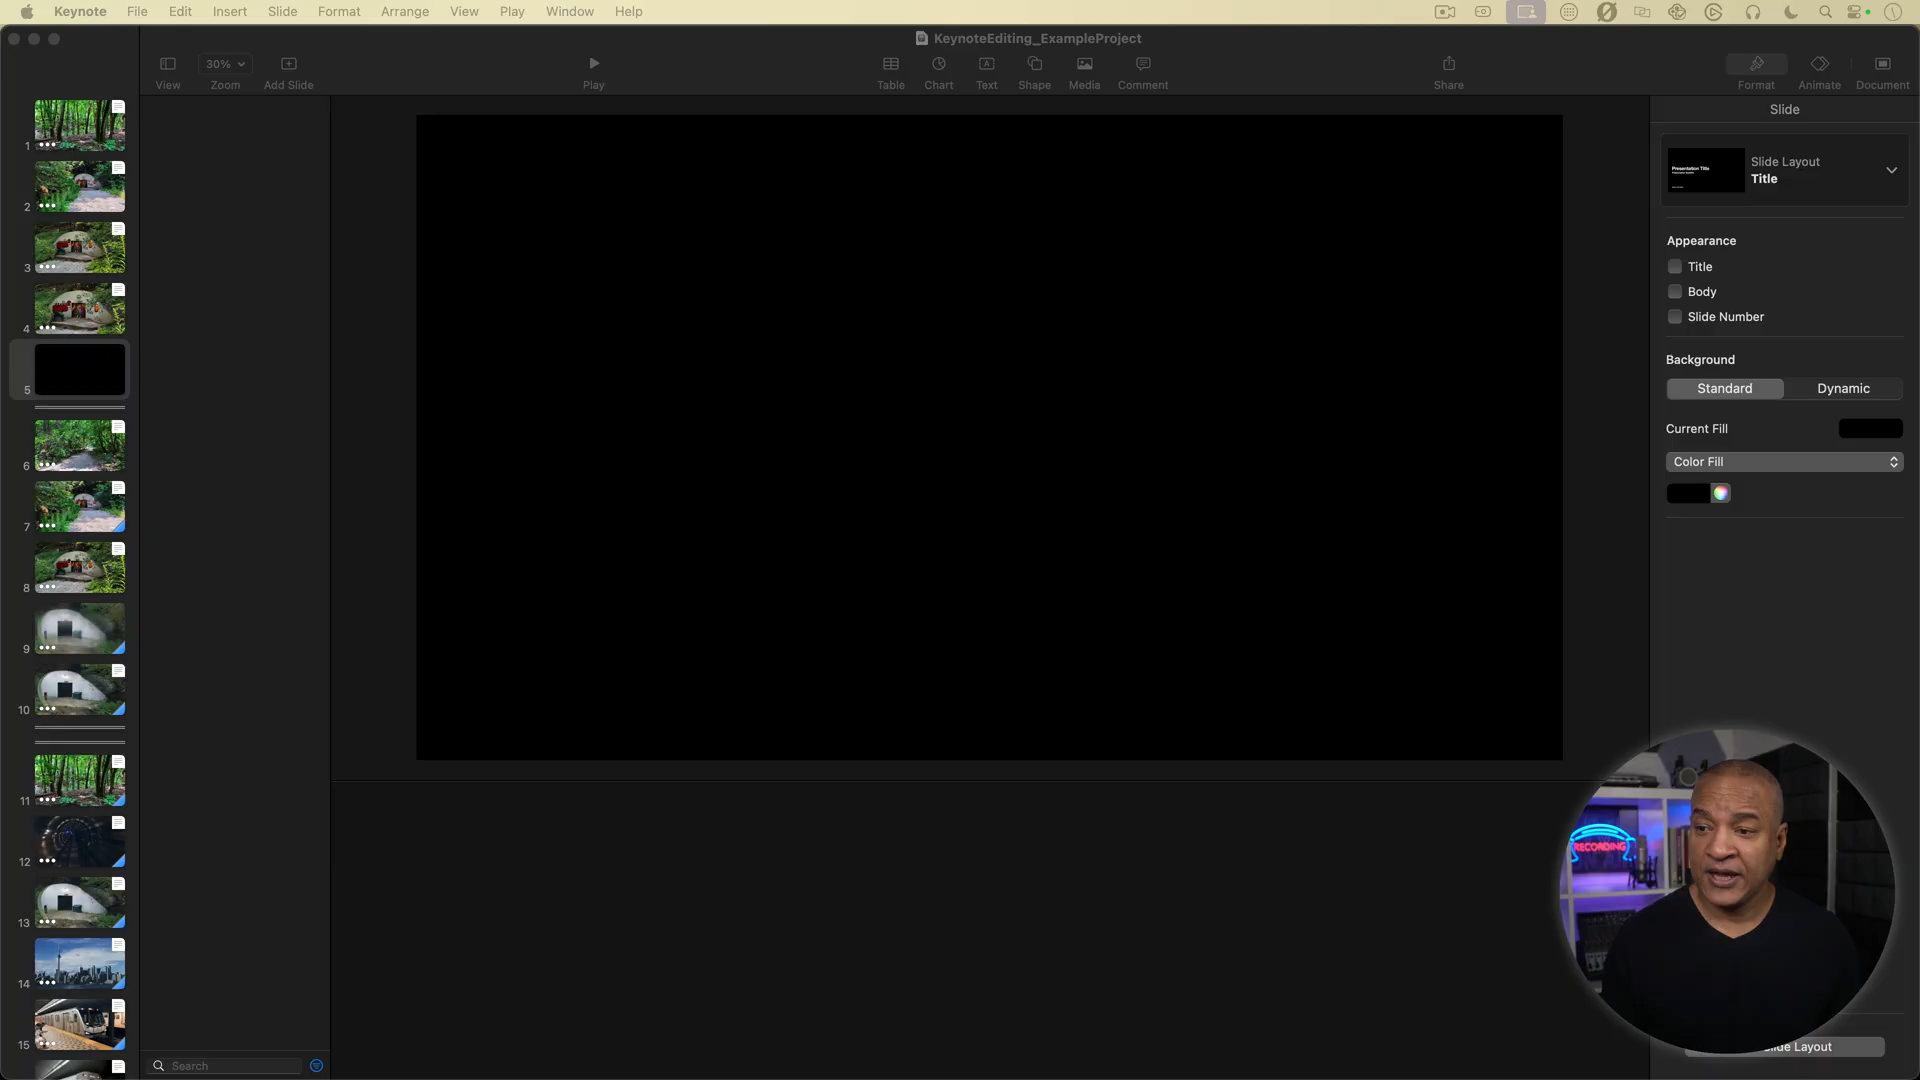 Keynote File Edit Insert Slide Format Arrange View Play Window Help
KeynoteEditing_ExampleProject
30%
View Zoom Add Slide Play Table Chart Text Shape Media Comment Share Format Animate Document
Slide
Presentation Title
Slide Layout
Title
Appearance
Title
Body
Slide Number
Background
Standard Dynamic
Current Fill
Color Fill
1
2
3
4
5
6
7
8
9
10
11
12
13
14
15
RECORDING
Search
Slide Layout